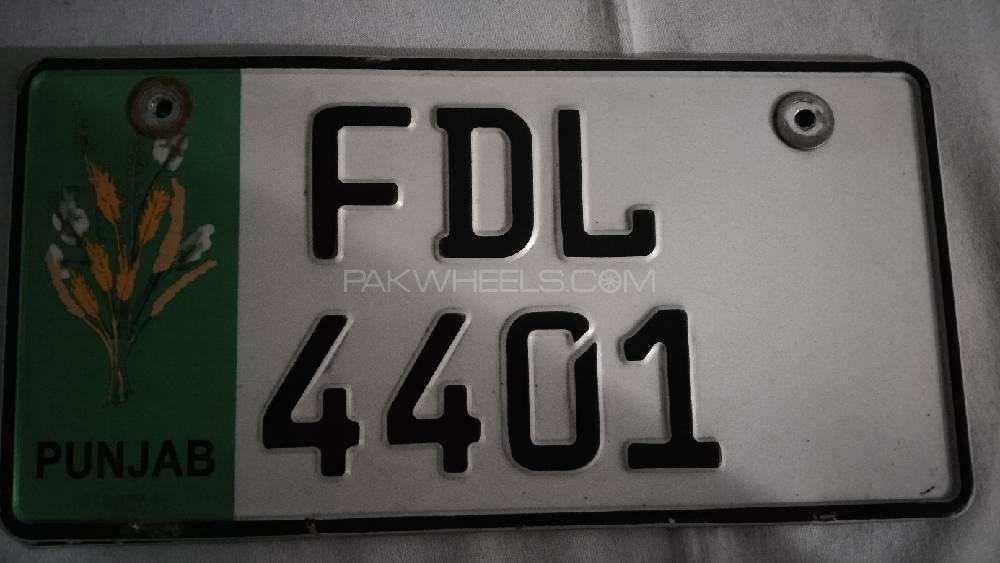 FDL
PAKWHEELS.COM
4401
PUNJAB